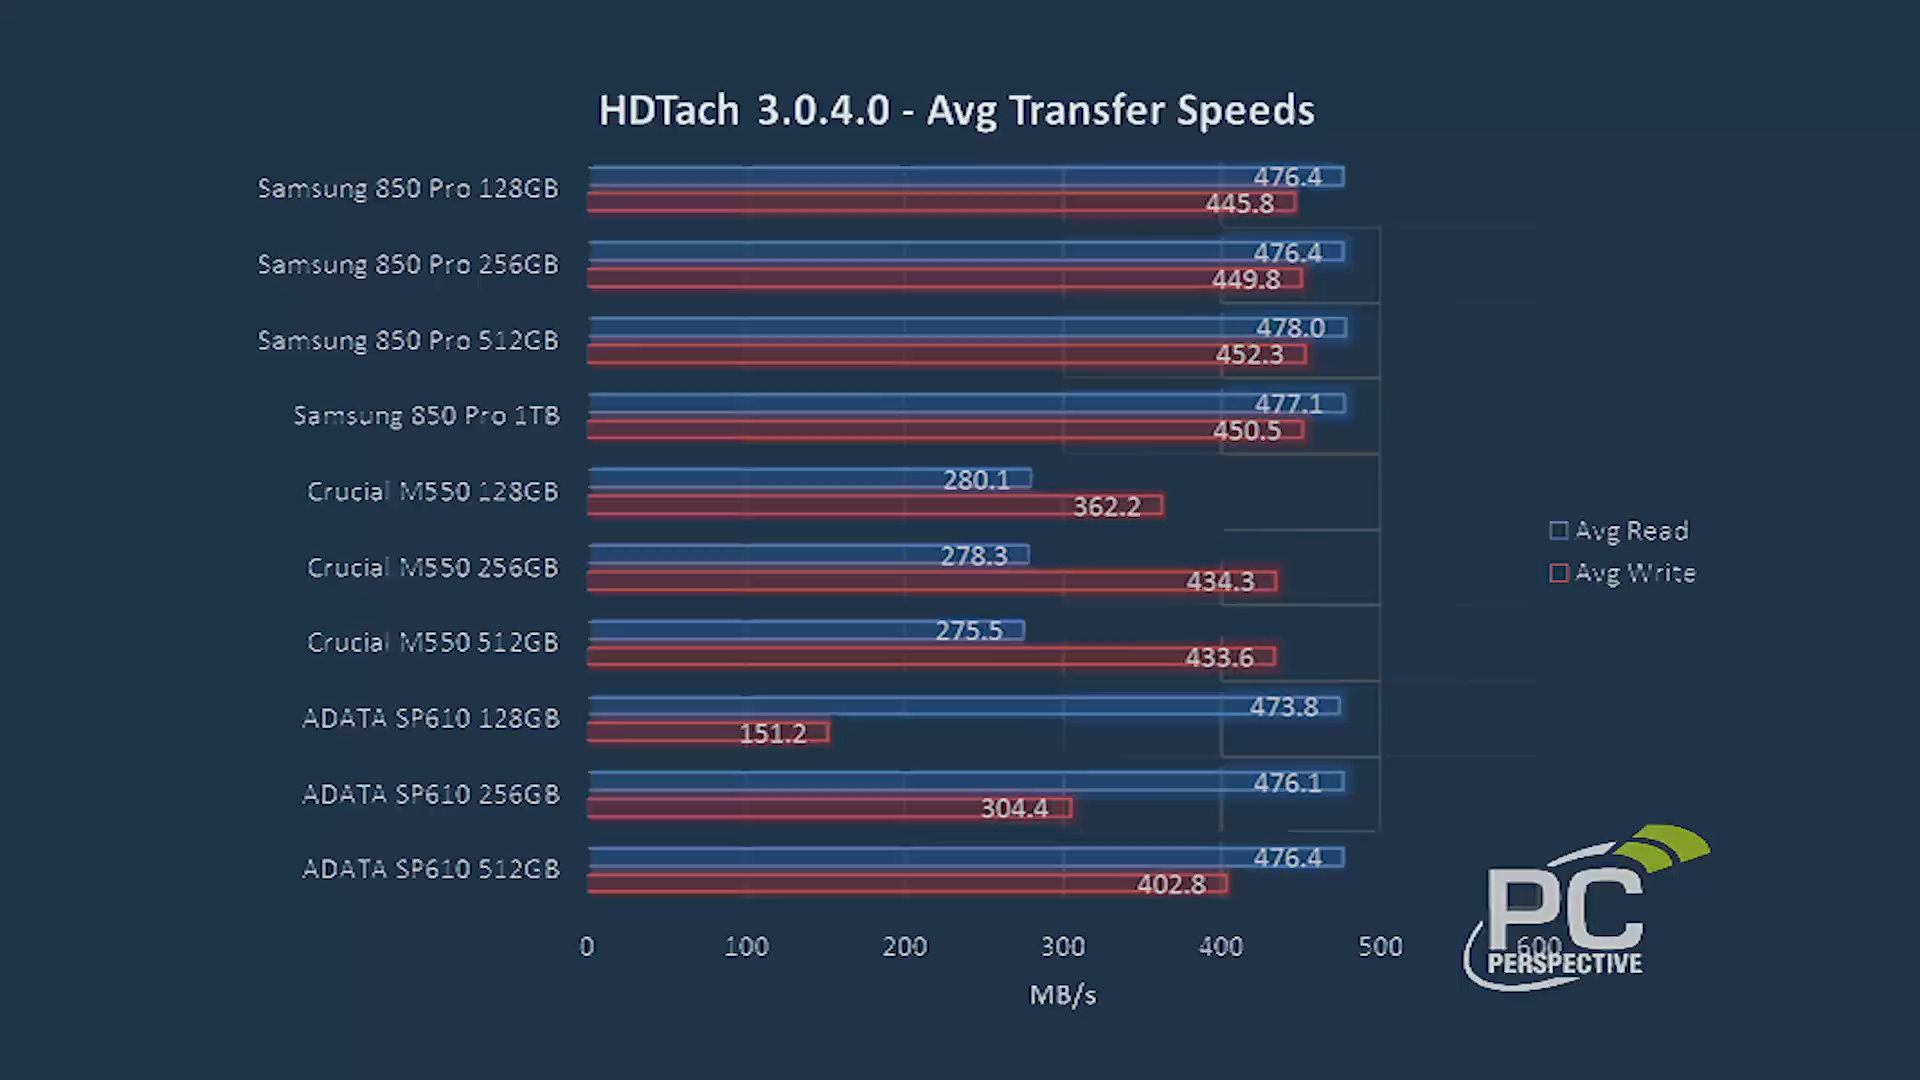 HDTach 3.0.4.0 - Avg Transfer Speeds
Samsung 850 Pro 128GB
476.4
445.8
Samsung 850 Pro 256GB
476.4
449.8
Samsung 850 Pro 512GB
478.0
452.3
Samsung 850 Pro 1TB
477.1
450.5
Crucial M550 128GB
280.1
362.2
Crucial M550 256GB
278.3
434.3
Crucial M550 512GB
275.5
433.6
ADATA SP610 128GB
473.8
151.2
ADATA SP610 256GB
476.1
304.4
ADATA SP610 512GB
476.4
402.8
Avg Read
Avg Write
0 100 200 300 400 500 600
MB/s
PC
PERSPECTIVE